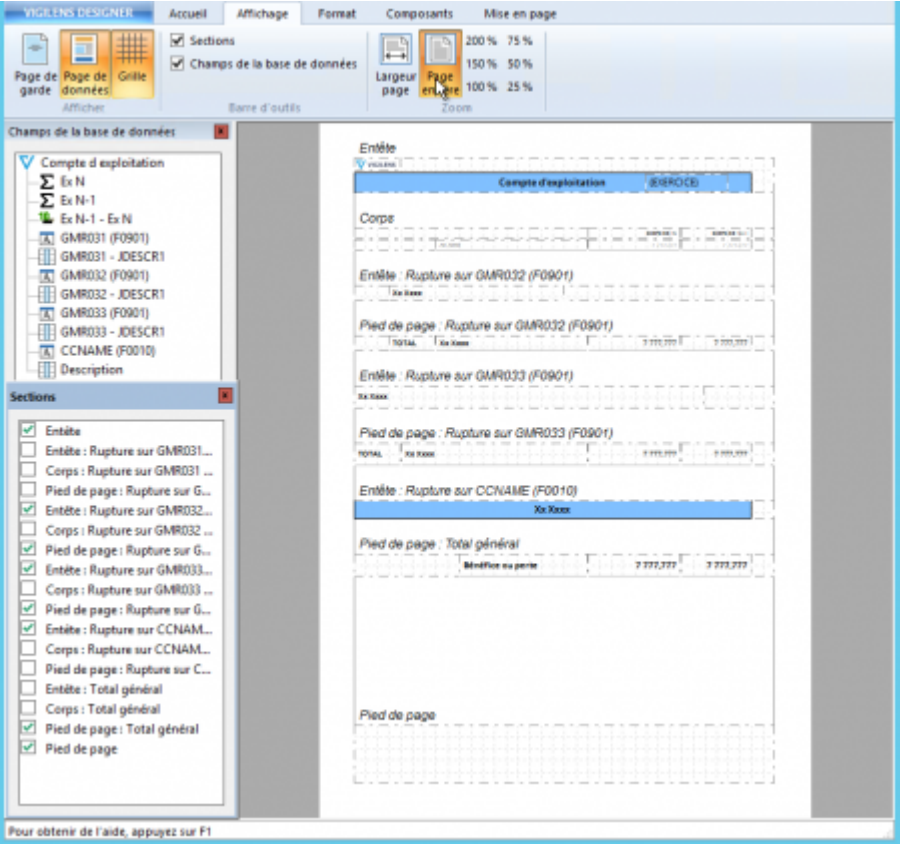 VIGILENS DESIGNER Accueil Affichage Format Composants Mise en page
Page de garde
Page de données
Grille
Afficher
Sections
Champs de la base de données
Barre d'outils
Largeur page
Page
200 % 75 %
150 % 50 %
100 % 25 %
Zoom
Champs de la base de données
Compte d exploitation
Ex N
Ex N-1
Ex N-1 - Ex N
GMR031 (F0901)
GMR031 - JDESCR1
GMR032 (F0901)
GMR032 - JDESCR1
GMR033 (F0901)
GMR033 - JDESCR1
CCNAME (F0010)
Description
Sections
Entête
Entête : Rupture sur GMR031...
Corps : Rupture sur GMR031 ...
Pied de page : Rupture sur G...
Entête : Rupture sur GMR032...
Corps : Rupture sur GMR032 ...
Pied de page : Rupture sur G...
Entête : Rupture sur GMR033...
Corps : Rupture sur GMR033 ...
Pied de page : Rupture sur G...
Entête : Rupture sur CCNAM...
Corps : Rupture sur CCNAM...
Pied de page : Rupture sur C...
Entête : Total général
Corps : Total général
Pied de page : Total général
Pied de page
Entête
VIGILENS
Compte d'exploitation (EXERCICE)
Corps
Entête : Rupture sur GMR032 (F0901)
Xx Xxxx
Pied de page : Rupture sur GMR032 (F0901)
TOTAL Xx Xxxx ? ???,??? ? ???,???
Entête : Rupture sur GMR033 (F0901)
Xx Xxxx
Pied de page : Rupture sur GMR033 (F0901)
TOTAL Xx Xxxx ? ???,??? ? ???,???
Entête : Rupture sur CCNAME (F0010)
Xx Xxxx
Pied de page : Total général
Bénéfice ou perte ? ???,??? ? ???,???
Pied de page
Pour obtenir de l'aide, appuyez sur F1